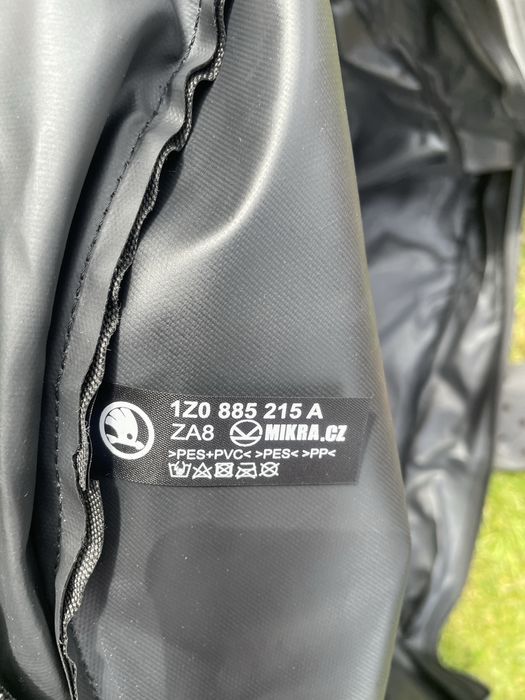 1Z0 885 215 A
ZA8 MIKRA.CZ
>PES+PVC< >PES< >PP<